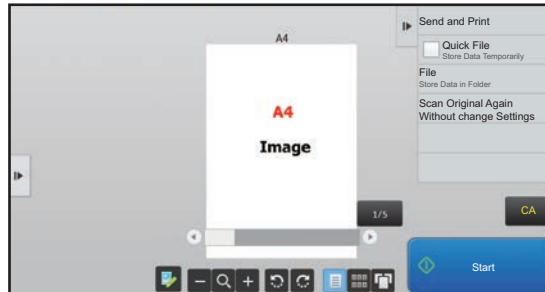 A4
A4
Image
1/5
Send and Print
Quick File
Store Data Temporarily
File
Store Data in Folder
Scan Original Again
Without change Settings
CA
Start